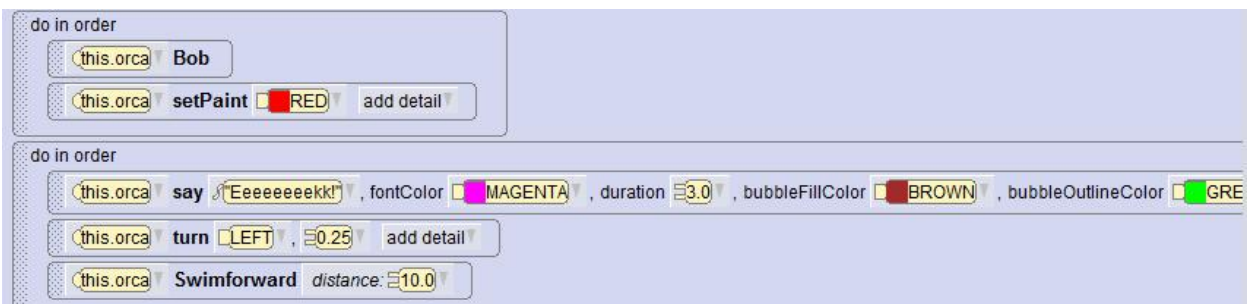 do in order
this.orca Bob
this.orca setPaint RED add detail
do in order
this.orca say "Eeeeeeeekk!" , fontColor MAGENTA , duration 3.0 , bubbleFillColor BROWN , bubbleOutlineColor GRE
this.orca turn LEFT , 0.25 add detail
this.orca Swimforward distance: 10.0